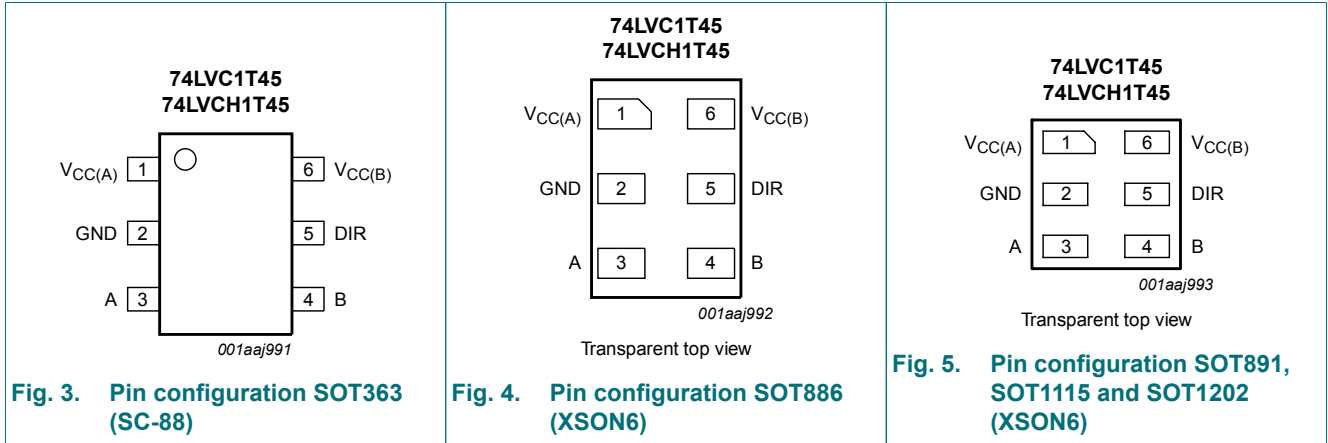 74LVC1T45
74LVCH1T45
VCC(A) 1
6 VCC(B)
GND 2
5 DIR
A 3
4 B
001aaj991
Fig. 3. Pin configuration SOT363
(SC-88)
74LVC1T45
74LVCH1T45
VCC(A) 1
6 VCC(B)
GND 2
5 DIR
A 3
4 B
001aaj992
Transparent top view
Fig. 4. Pin configuration SOT886
(XSON6)
74LVC1T45
74LVCH1T45
VCC(A) 1
6 VCC(B)
GND 2
5 DIR
A 3
4 B
001aaj993
Transparent top view
Fig. 5. Pin configuration SOT891,
SOT1115 and SOT1202
(XSON6)